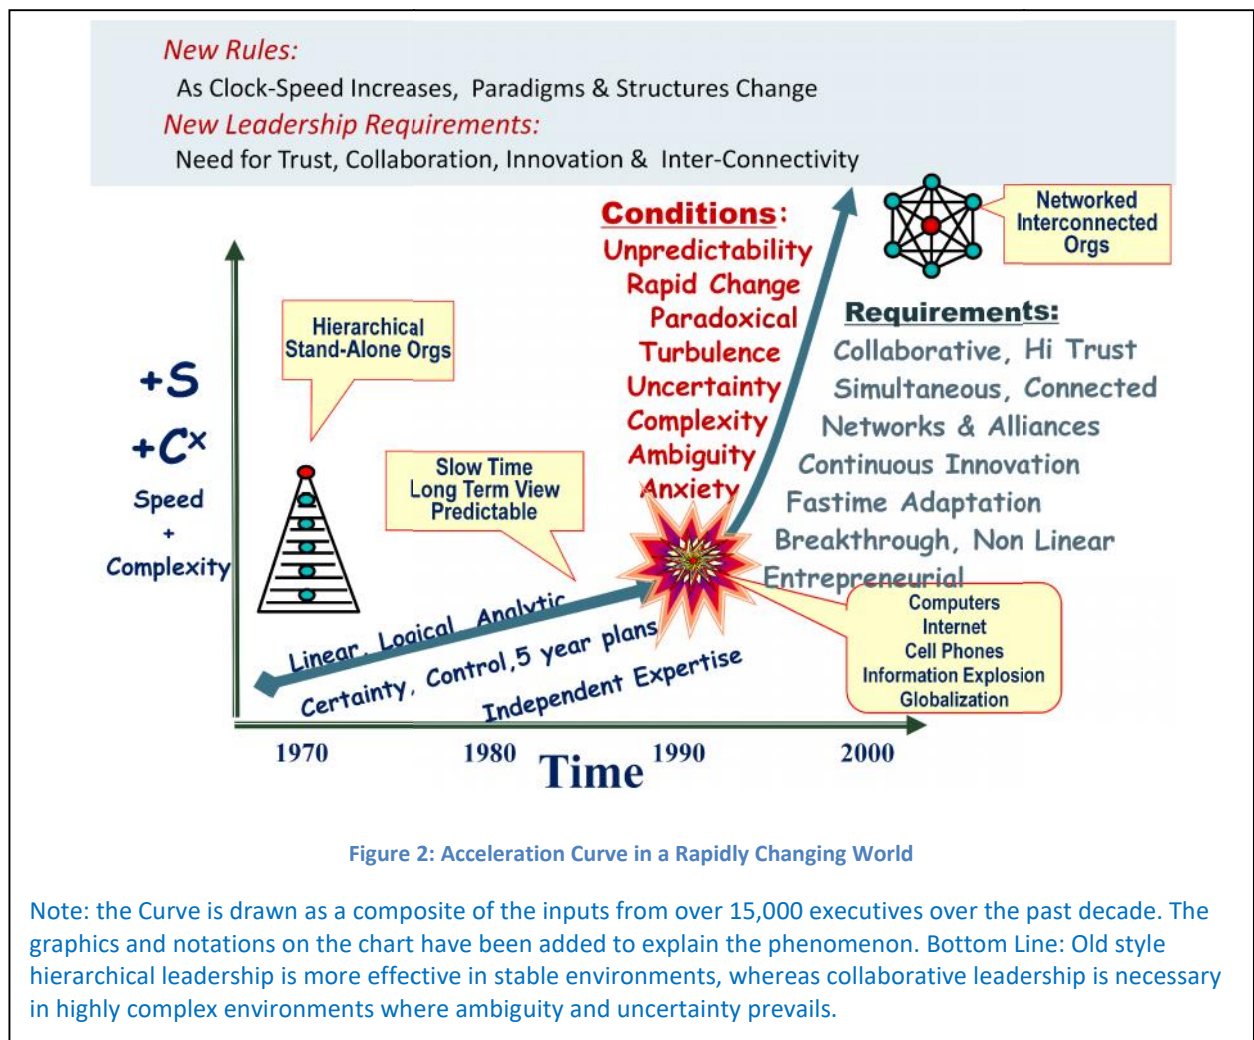 New Rules:
As Clock-Speed Increases, Paradigms & Structures Change
New Leadership Requirements:
Need for Trust, Collaboration, Innovation & Inter-Connectivity
Networked
Interconnected
Orgs
Conditions:
Unpredictability
Rapid Change
Paradoxical
Turbulence
Uncertainty
Complexity
Ambiguity
Anxiety
Requirements:
Collaborative, Hi Trust
Simultaneous, Connected
Networks & Alliances
Continuous Innovation
Fastime Adaptation
Breakthrough, Non Linear
Entrepreneurial
Hierarchical
Stand-Alone Orgs
+S
+Cˣ
Speed
+
Complexity
Slow Time
Long Term View
Predictable
Computers
Internet
Cell Phones
Information Explosion
Globalization
Linear, Logical Analytic
Certainty, Control,5 year plans
Independent Expertise
1970
1980
1990
2000
Time
Figure 2: Acceleration Curve in a Rapidly Changing World
Note: the Curve is drawn as a composite of the inputs from over 15,000 executives over the past decade. The
graphics and notations on the chart have been added to explain the phenomenon. Bottom Line: Old style
hierarchical leadership is more effective in stable environments, whereas collaborative leadership is necessary
in highly complex environments where ambiguity and uncertainty prevails.